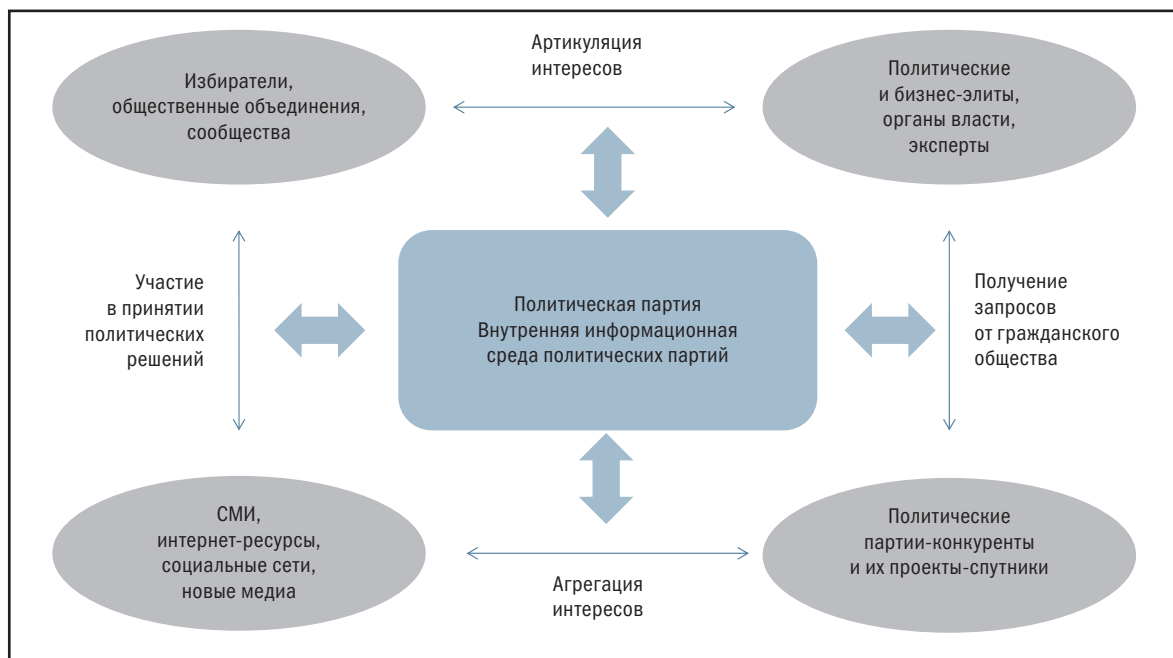 Избиратели,
общественные объединения,
сообщества
Артикуляция
интересов
Политические
и бизнес-элиты,
органы власти,
эксперты
Участие
в принятии
политических
решений
Политическая партия
Внутренняя информационная
среда политических партий
Получение
запросов
от гражданского
общества
СМИ,
интернет-ресурсы,
социальные сети,
новые медиа
Агрегация
интересов
Политические
партии-конкуренты
и их проекты-спутники